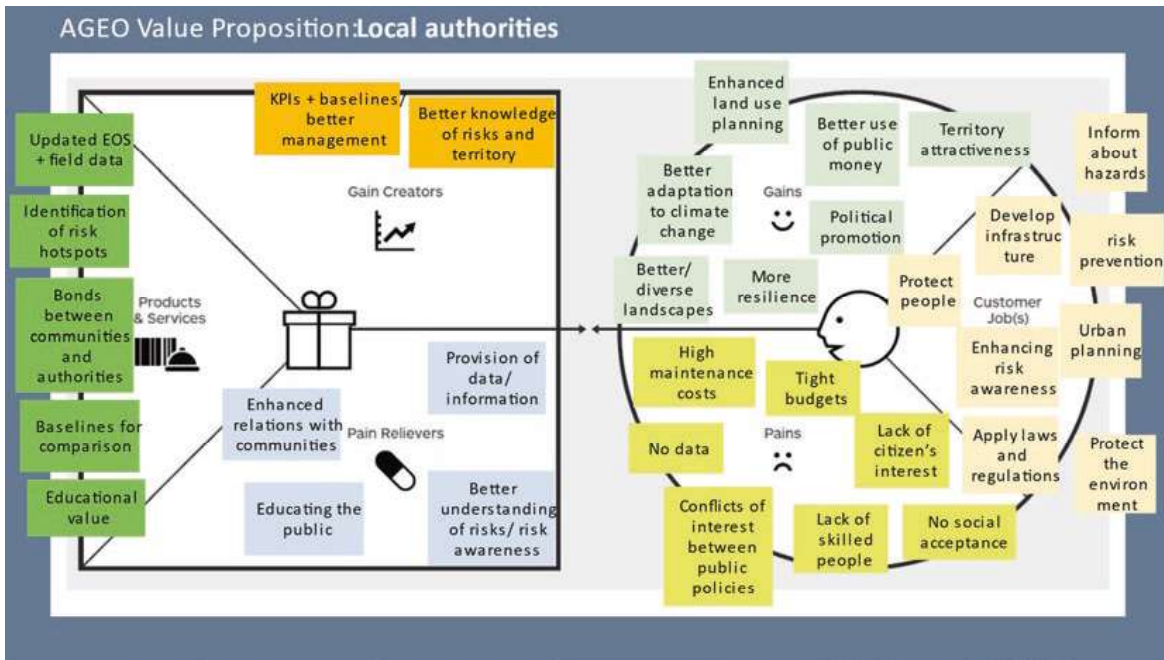 AGEO Value Proposition:Local authorities
Updated EOS
+ field data
Identification
of risk
hotspots
Bonds
between
communities
and
authorities
Baselines for
comparison
Educational
value
Products
& Services
KPIs + baselines/
better
management
Better knowledge
of risks and
territory
Gain Creators
Enhanced
relations with
communities
Provision of
data/
information
Pain Relievers
Educating the
public
Better
understanding
of risks/ risk
awareness
Enhanced
land use
planning
Better use
of public
money
Territory
attractiveness
Better
adaptation
to climate
change
Gains
Political
promotion
Better/
diverse
landscapes
More
resilience
Inform
about
hazards
Develop
infrastruc
ture
risk
prevention
Protect
people
Customer
Job(s)
Urban
planning
Enhancing
risk
awareness
Apply laws
and
regulations
Protect
the
environ
ment
High
maintenance
costs
Tight
budgets
No data
Pains
Lack of
citizen's
interest
Conflicts of
interest
between
public
policies
Lack of
skilled
people
No social
acceptance